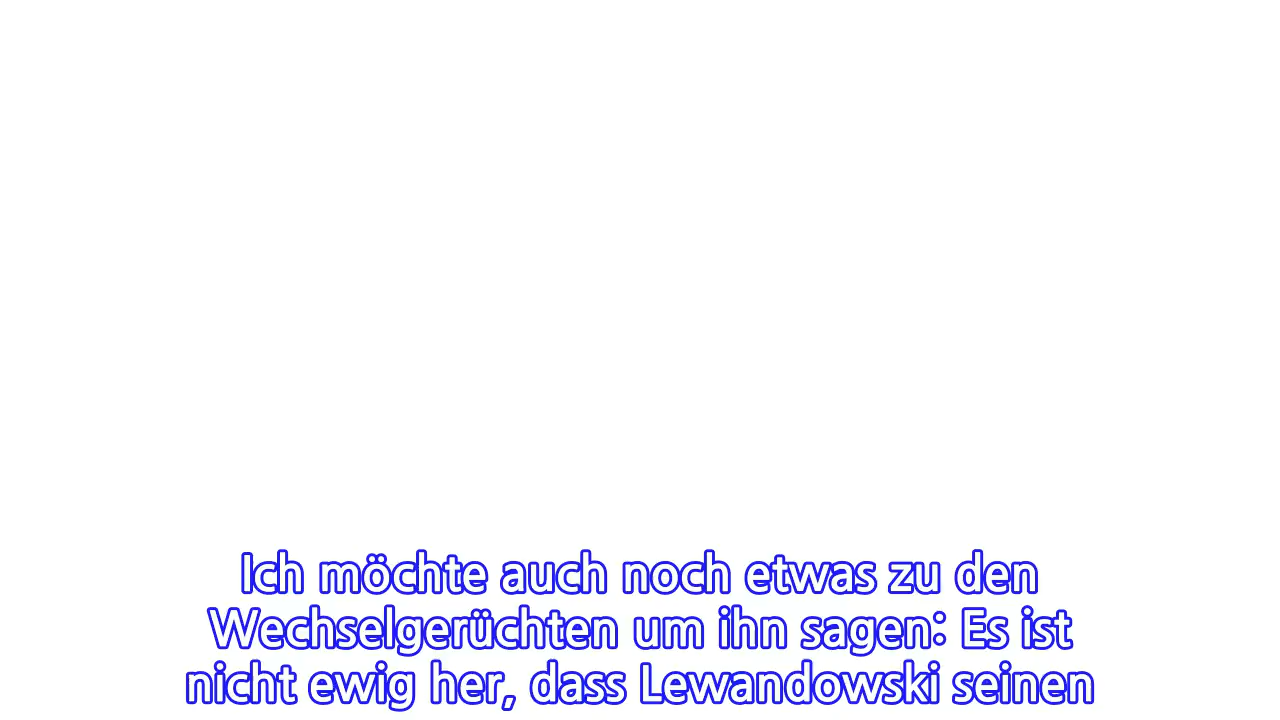 Ich möchte auch noch etwas zu den
Wechselgerüchten um ihn sagen: Es ist
nicht ewig her, dass Lewandowski seinen